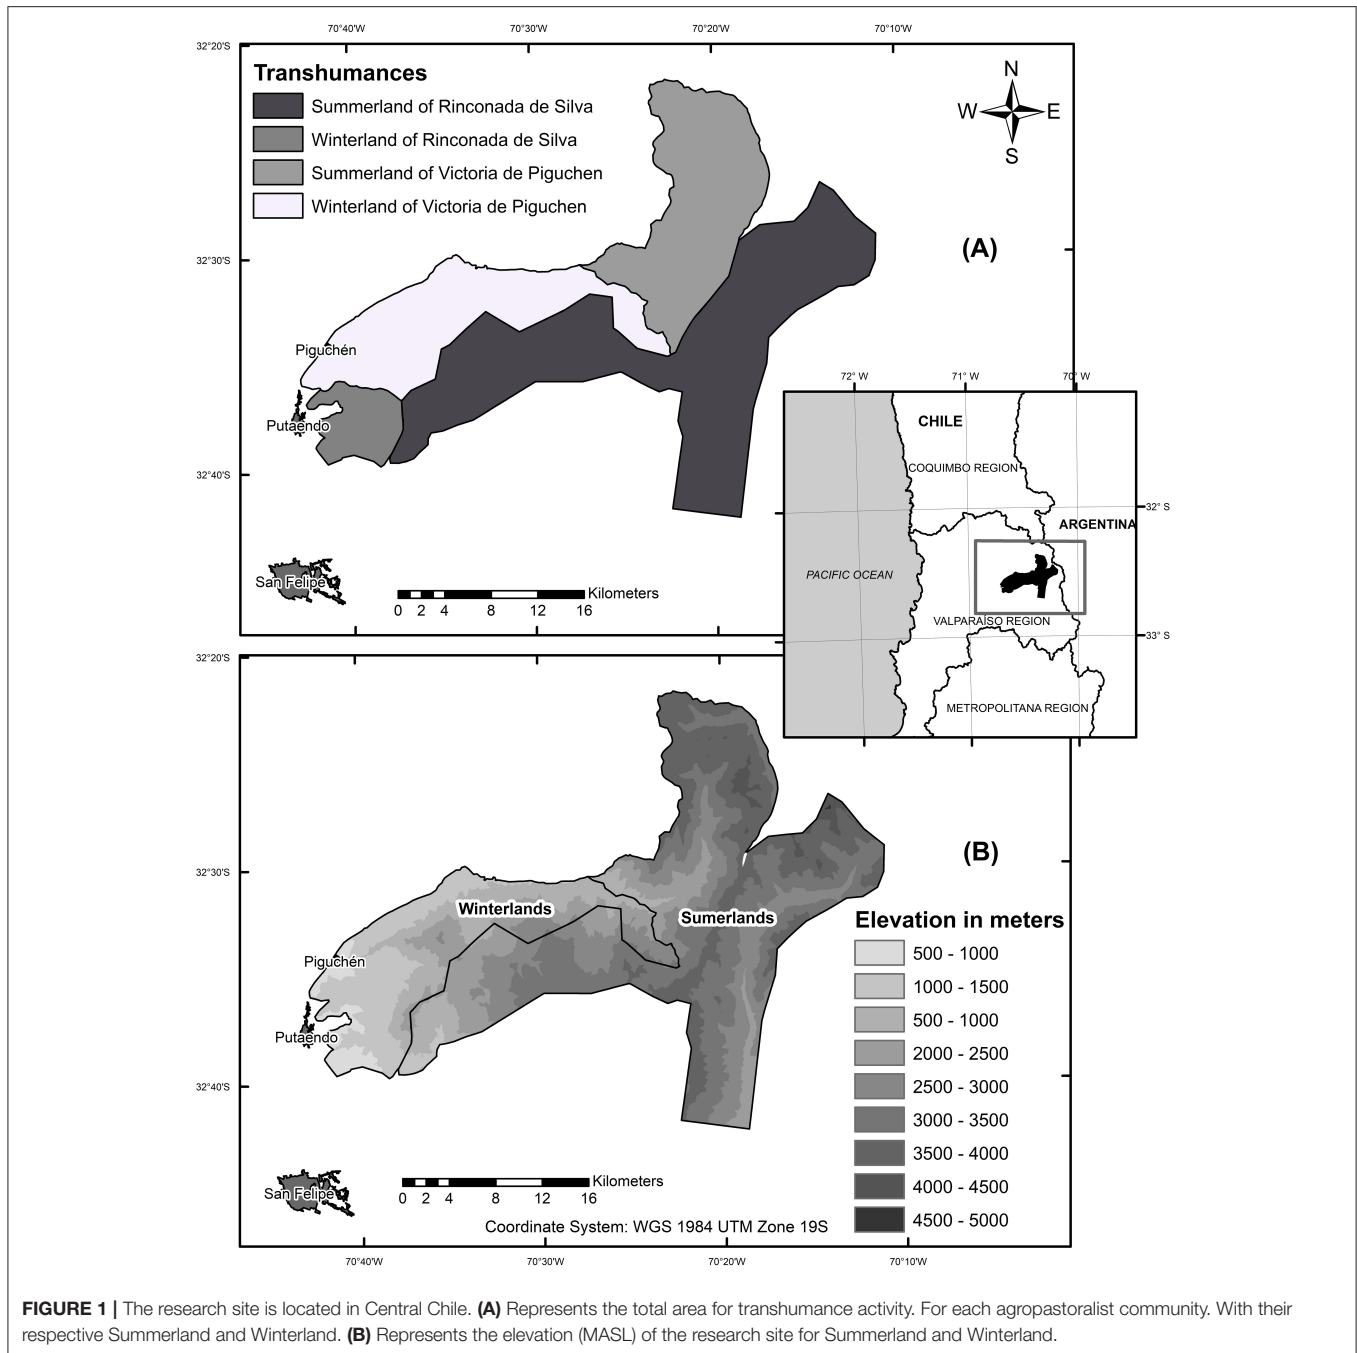 70°40'W 70°30'W 70°20'W 70°10'W
32°20'S
Transhumances
Summerland of Rinconada de Silva
Winterland of Rinconada de Silva
Summerland of Victoria de Piguchen
Winterland of Victoria de Piguchen
N
W E
S
(A)
32°30'S
Piguchén
Putaendo
32°40'S
San Felipe
Kilometers
0 2 4 8 12 16
72° W 71° W 70° W
CHILE
COQUIMBO REGION
32° S
ARGENTINA
PACIFIC OCEAN
VALPARAÍSO REGION
33° S
METROPOLITANA REGION
32°20'S
(B)
32°30'S
Winterlands
Sumerlands
Piguchén
Putaendo
32°40'S
Elevation in meters
500 - 1000
1000 - 1500
500 - 1000
2000 - 2500
2500 - 3000
3000 - 3500
3500 - 4000
4000 - 4500
4500 - 5000
San Felipe
Kilometers
0 2 4 8 12 16
Coordinate System: WGS 1984 UTM Zone 19S
70°40'W 70°30'W 70°20'W 70°10'W
FIGURE 1 | The research site is located in Central Chile. (A) Represents the total area for transhumance activity. For each agropastoralist community. With their
respective Summerland and Winterland. (B) Represents the elevation (MASL) of the research site for Summerland and Winterland.